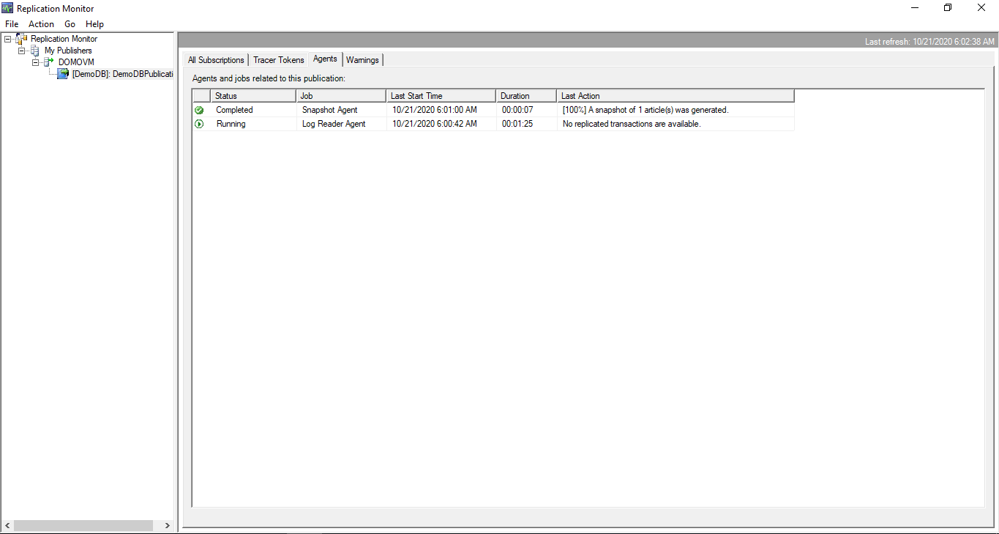 Replication Monitor
File Action Go Help
Replication Monitor
My Publishers
DOMOVM
[DemoDB]: DemoDBPublicati
Last refresh: 10/21/2020 6:02:38 AM
All Subscriptions Tracer Tokens Agents Warnings
Agents and jobs related to this publication:
Status Job Last Start Time Duration Last Action
Completed Snapshot Agent 10/21/2020 6:01:00 AM 00:00:07 [100%] A snapshot of 1 article(s) was generated.
Running Log Reader Agent 10/21/2020 6:00:42 AM 00:01:25 No replicated transactions are available.